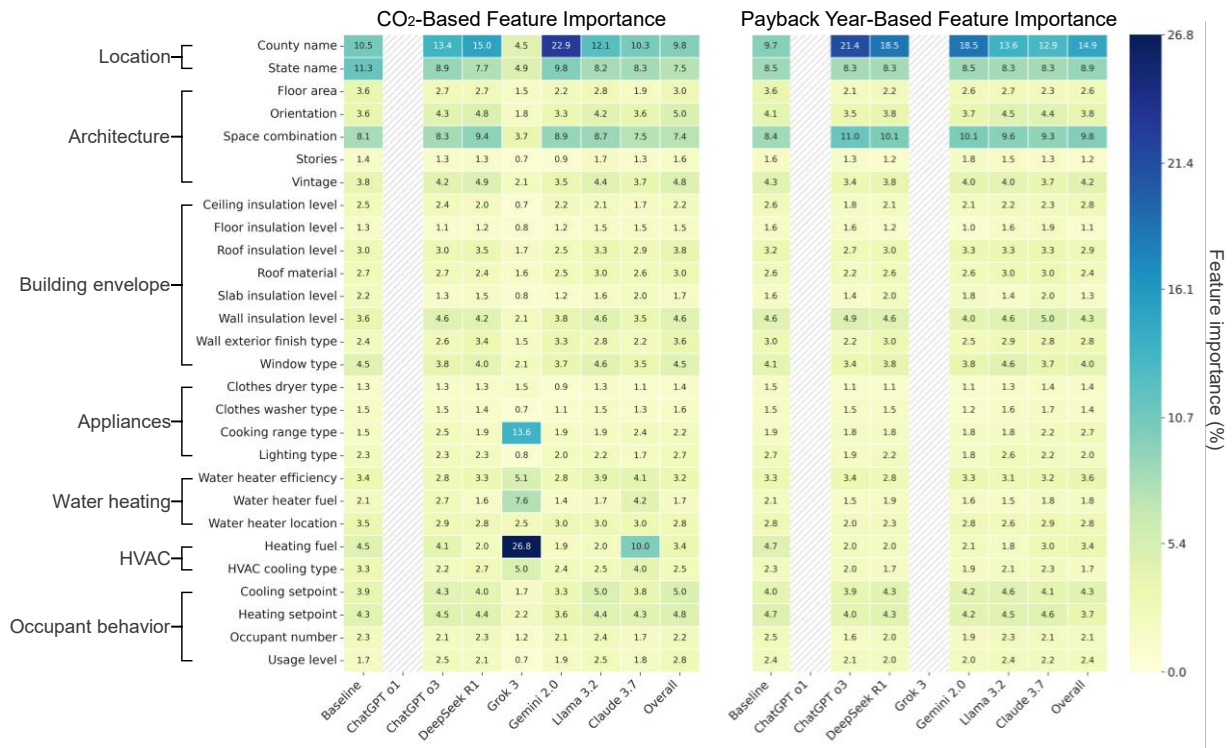 CO₂-Based Feature Importance
Payback Year-Based Feature Importance
Location
County name 10.5 13.4 15.0 4.5 22.9 12.1 10.3 9.8 9.7 21.4 18.5 18.5 13.6 12.9 14.9
State name 11.3 8.9 7.7 4.9 9.8 8.2 8.3 7.5 8.5 8.3 8.3 8.5 8.3 8.3 8.9
Architecture
Floor area 3.6 2.7 2.7 1.5 2.2 2.8 1.9 3.0 3.6 2.1 2.2 2.6 2.7 2.3 2.6
Orientation 3.6 4.3 4.8 1.8 3.3 4.2 3.6 5.0 4.1 3.5 3.8 3.7 4.5 4.4 3.8
Space combination 8.1 8.3 9.4 3.7 8.9 8.7 7.5 7.4 8.4 11.0 10.1 10.1 9.6 9.3 9.8
Stories 1.4 1.3 1.3 0.7 0.9 1.7 1.3 1.6 1.6 1.3 1.2 1.8 1.5 1.3 1.2
Vintage 3.8 4.2 4.9 2.1 3.5 4.4 3.7 4.8 4.3 3.4 3.8 4.0 4.0 3.7 4.2
Building envelope
Ceiling insulation level 2.5 2.4 2.0 0.7 2.2 2.1 1.7 2.2 2.6 1.8 2.1 2.1 2.2 2.3 2.8
Floor insulation level 1.3 1.1 1.2 0.8 1.2 1.5 1.5 1.5 1.6 1.6 1.2 1.0 1.6 1.9 1.1
Roof insulation level 3.0 3.0 3.5 1.7 2.5 3.3 2.9 3.8 3.2 2.7 3.0 3.3 3.3 3.3 2.9
Roof material 2.7 2.7 2.4 1.6 2.5 3.0 2.6 3.0 2.6 2.2 2.6 2.6 3.0 3.0 2.4
Slab insulation level 2.2 1.3 1.5 0.8 1.2 1.6 2.0 1.7 1.6 1.4 2.0 1.8 1.4 2.0 1.3
Wall insulation level 3.6 4.6 4.2 2.1 3.8 4.6 3.5 4.6 4.6 4.9 4.6 4.0 4.6 5.0 4.3
Wall exterior finish type 2.4 2.6 3.4 1.5 3.3 2.8 2.2 3.6 3.0 2.2 3.0 2.5 2.9 2.8 2.8
Window type 4.5 3.8 4.0 2.1 3.7 4.6 3.5 4.5 4.1 3.4 3.8 3.8 4.6 3.7 4.0
Appliances
Clothes dryer type 1.3 1.3 1.3 1.5 0.9 1.3 1.1 1.4 1.5 1.1 1.1 1.1 1.3 1.4 1.4
Clothes washer type 1.5 1.5 1.4 0.7 1.1 1.5 1.3 1.6 1.5 1.5 1.5 1.2 1.6 1.7 1.4
Cooking range type 1.5 2.5 1.9 13.6 1.9 1.9 2.4 2.2 1.9 1.8 1.8 1.8 1.8 2.2 2.7
Lighting type 2.3 2.3 2.3 0.8 2.0 2.2 1.7 2.7 2.7 1.9 2.2 1.8 2.6 2.2 2.0
Water heating
Water heater efficiency 3.4 2.8 3.3 5.1 2.8 3.9 4.1 3.2 3.3 3.4 2.8 3.3 3.1 3.2 3.6
Water heater fuel 2.1 2.7 1.6 7.6 1.4 1.7 4.2 1.7 2.1 1.5 1.9 1.6 1.5 1.8 1.8
Water heater location 3.5 2.9 2.8 2.5 3.0 3.0 3.0 2.8 2.8 2.0 2.3 2.8 2.6 2.9 2.8
HVAC
Heating fuel 4.5 4.1 2.0 26.8 1.9 2.0 10.0 3.4 4.7 2.0 2.0 2.1 1.8 3.0 3.4
HVAC cooling type 3.3 2.2 2.7 5.0 2.4 2.5 4.0 2.5 2.3 2.0 1.7 1.9 2.1 2.3 1.7
Occupant behavior
Cooling setpoint 3.9 4.3 4.0 1.7 3.3 5.0 3.8 5.0 4.0 3.9 4.3 4.2 4.6 4.1 4.3
Heating setpoint 4.3 4.5 4.4 2.2 3.6 4.4 4.3 4.8 4.7 4.0 4.3 4.2 4.5 4.6 3.7
Occupant number 2.3 2.1 2.3 1.2 2.1 2.4 1.7 2.2 2.5 1.6 2.0 1.9 2.3 2.1 2.1
Usage level 1.7 2.5 2.1 0.7 1.9 2.5 1.8 2.8 2.4 2.1 2.0 2.0 2.4 2.2 2.4
Baseline ChatGPT o1 ChatGPT o3 DeepSeek R1 Grok 3 Gemini 2.0 Llama 3.2 Claude 3.7 Overall
Baseline ChatGPT o1 ChatGPT o3 DeepSeek R1 Grok 3 Gemini 2.0 Llama 3.2 Claude 3.7 Overall
26.8
21.4
16.1
10.7
5.4
0.0
Feature importance (%)